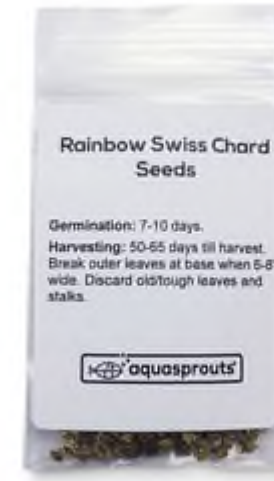 Rainbow Swiss Chard
Seeds
Germination: 7-10 days.
Harvesting: 50-65 days till harvest.
Break outer leaves at base when 6-8"
wide. Discard old/tough leaves and
stalks.
aquasprouts